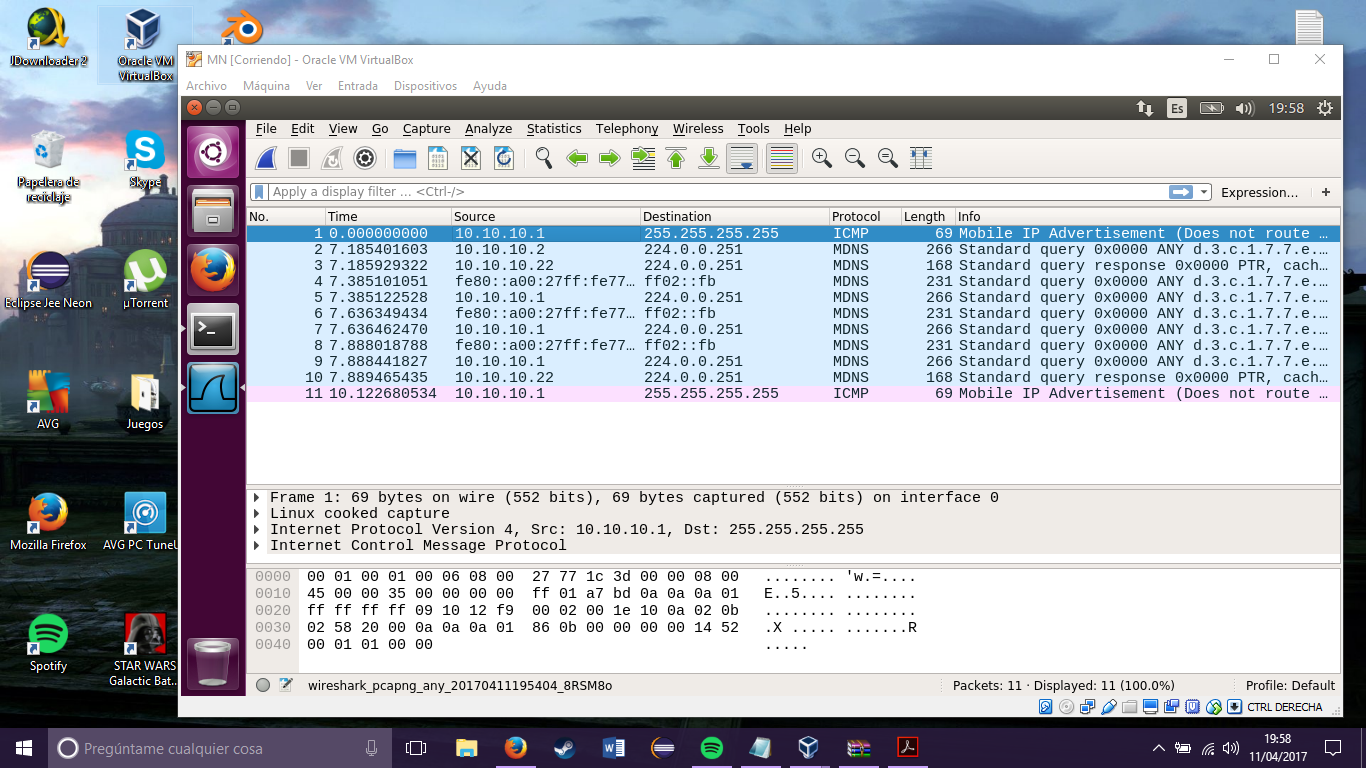 JDownloader 2
Oracle VM
VirtualBox
Papelera de
reciclaje
Skype
Eclipse Jee Neon
µTorrent
AVG
Juegos
Mozilla Firefox
AVG PC TuneU
Spotify
STAR WARS
Galactic Bat...
MN [Corriendo] - Oracle VM VirtualBox
Archivo Máquina Ver Entrada Dispositivos Ayuda
Es 19:58
File Edit View Go Capture Analyze Statistics Telephony Wireless Tools Help
Apply a display filter ... <Ctrl-/> Expression... +
No. Time Source Destination Protocol Length Info
1 0.000000000 10.10.10.1 255.255.255.255 ICMP 69 Mobile IP Advertisement (Does not route …
2 7.185401603 10.10.10.2 224.0.0.251 MDNS 266 Standard query 0x0000 ANY d.3.c.1.7.7.e.…
3 7.185929322 10.10.10.22 224.0.0.251 MDNS 168 Standard query response 0x0000 PTR, cach…
4 7.385101051 fe80::a00:27ff:fe77… ff02::fb MDNS 231 Standard query 0x0000 ANY d.3.c.1.7.7.e.…
5 7.385122528 10.10.10.1 224.0.0.251 MDNS 266 Standard query 0x0000 ANY d.3.c.1.7.7.e.…
6 7.636349434 fe80::a00:27ff:fe77… ff02::fb MDNS 231 Standard query 0x0000 ANY d.3.c.1.7.7.e.…
7 7.636462470 10.10.10.1 224.0.0.251 MDNS 266 Standard query 0x0000 ANY d.3.c.1.7.7.e.…
8 7.888018788 fe80::a00:27ff:fe77… ff02::fb MDNS 231 Standard query 0x0000 ANY d.3.c.1.7.7.e.…
9 7.888441827 10.10.10.1 224.0.0.251 MDNS 266 Standard query 0x0000 ANY d.3.c.1.7.7.e.…
10 7.889465435 10.10.10.22 224.0.0.251 MDNS 168 Standard query response 0x0000 PTR, cach…
11 10.122680534 10.10.10.1 255.255.255.255 ICMP 69 Mobile IP Advertisement (Does not route …
Frame 1: 69 bytes on wire (552 bits), 69 bytes captured (552 bits) on interface 0
Linux cooked capture
Internet Protocol Version 4, Src: 10.10.10.1, Dst: 255.255.255.255
Internet Control Message Protocol
0000 00 01 00 01 00 06 08 00 27 77 1c 3d 00 00 08 00 ........ 'w.=....
0010 45 00 00 35 00 00 00 00 ff 01 a7 bd 0a 0a 0a 01 E..5.... ........
0020 ff ff ff ff 09 10 12 f9 00 02 00 1e 10 0a 02 0b ........ ........
0030 02 58 20 00 0a 0a 0a 01 86 0b 00 00 00 00 14 52 .X ..... .......R
0040 00 01 01 00 00 .....
wireshark_pcapng_any_20170411195404_8RSM8o Packets: 11 · Displayed: 11 (100.0%) Profile: Default
CTRL DERECHA
Pregúntame cualquier cosa
19:58
11/04/2017